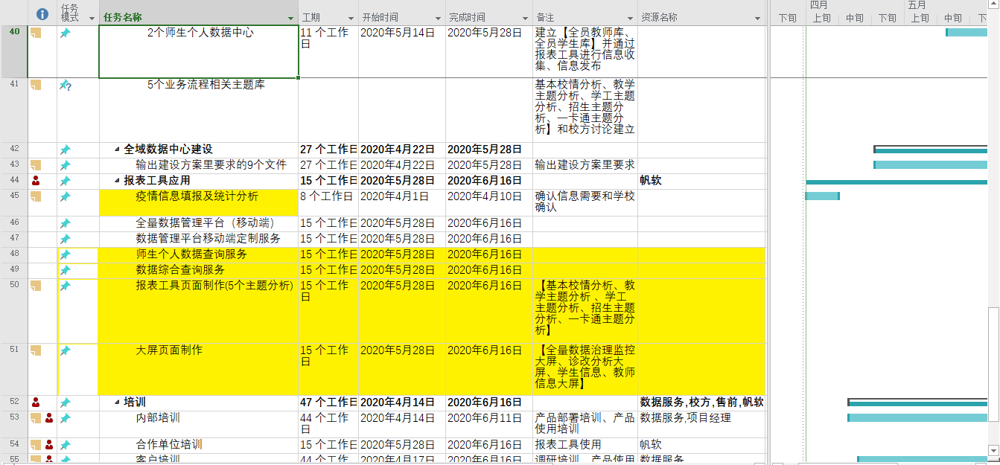 任务
模式
任务名称
工期
开始时间
完成时间
备注
资源名称
四月
五月
下旬
上旬
中旬
下旬
上旬
中旬
40
2个师生个人数据中心
11 个工作
日
2020年5月14日
2020年5月28日
建立【全员教师库、
全员学生库】并通过
报表工具进行信息收
集、信息发布
41
5个业务流程相关主题库
基本校情分析、教学
主题分析、学工主题
分析、招生主题分
析、一卡通主题分
析】和校方讨论建立
42
全域数据中心建设
27 个工作日
2020年4月22日
2020年5月28日
43
输出建设方案里要求的9个文件
27 个工作日
2020年4月22日
2020年5月28日
输出建设方案里要求
44
报表工具应用
15 个工作日
2020年5月28日
2020年6月16日
帆软
45
疫情信息填报及统计分析
8 个工作日
2020年4月1日
2020年4月10日
确认信息需要和学校
确认
46
全量数据管理平台（移动端）
15 个工作日
2020年5月28日
2020年6月16日
47
数据管理平台移动端定制服务
15 个工作日
2020年5月28日
2020年6月16日
48
师生个人数据查询服务
15 个工作日
2020年5月28日
2020年6月16日
49
数据综合查询服务
15 个工作日
2020年5月28日
2020年6月16日
50
报表工具页面制作(5个主题分析)
15 个工作
日
2020年5月28日
2020年6月16日
【基本校情分析、教
学主题分析 、学工
主题分析、招生主题
分析、一卡通主题分
析】
51
大屏页面制作
15 个工作
日
2020年5月28日
2020年6月16日
【全量数据治理监控
大屏、诊改分析大
屏、学生信息、教师
信息大屏】
52
培训
47 个工作日
2020年4月14日
2020年6月16日
数据服务,校方,售前,帆软
53
内部培训
44 个工作
日
2020年4月14日
2020年6月11日
产品部署培训、产品
使用培训
数据服务,项目经理
54
合作单位培训
15 个工作日
2020年5月28日
2020年6月16日
报表工具使用
帆软
55
客户培训
44 个工作日
2020年4月17日
2020年6月16日
调研培训、产品使用
数据服务